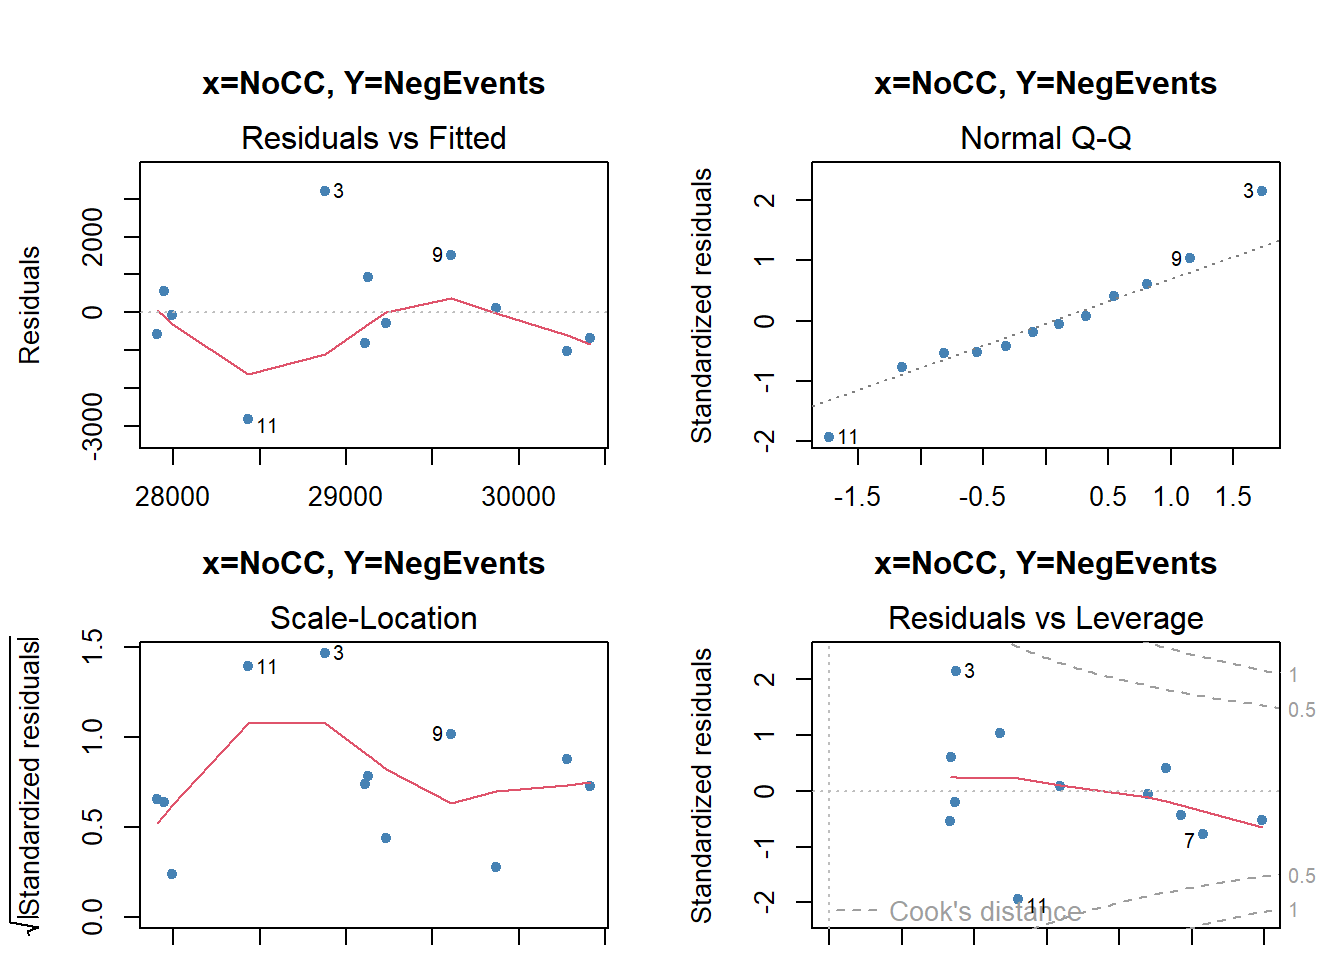 x=NoCC, Y=NegEvents
Residuals vs Fitted
Residuals
2000
0
-3000
3
9
11
28000 29000 30000
x=NoCC, Y=NegEvents
Normal Q-Q
Standardized residuals
2
1
0
-1
-2
3
9
11
-1.5 -0.5 0.5 1.0 1.5
x=NoCC, Y=NegEvents
Scale-Location
√|Standardized residuals|
1.5
1.0
0.5
0.0
11
3
9
x=NoCC, Y=NegEvents
Residuals vs Leverage
Standardized residuals
2
1
0
-1
-2
3
7
11
Cook's distance
1
0.5
0.5
1